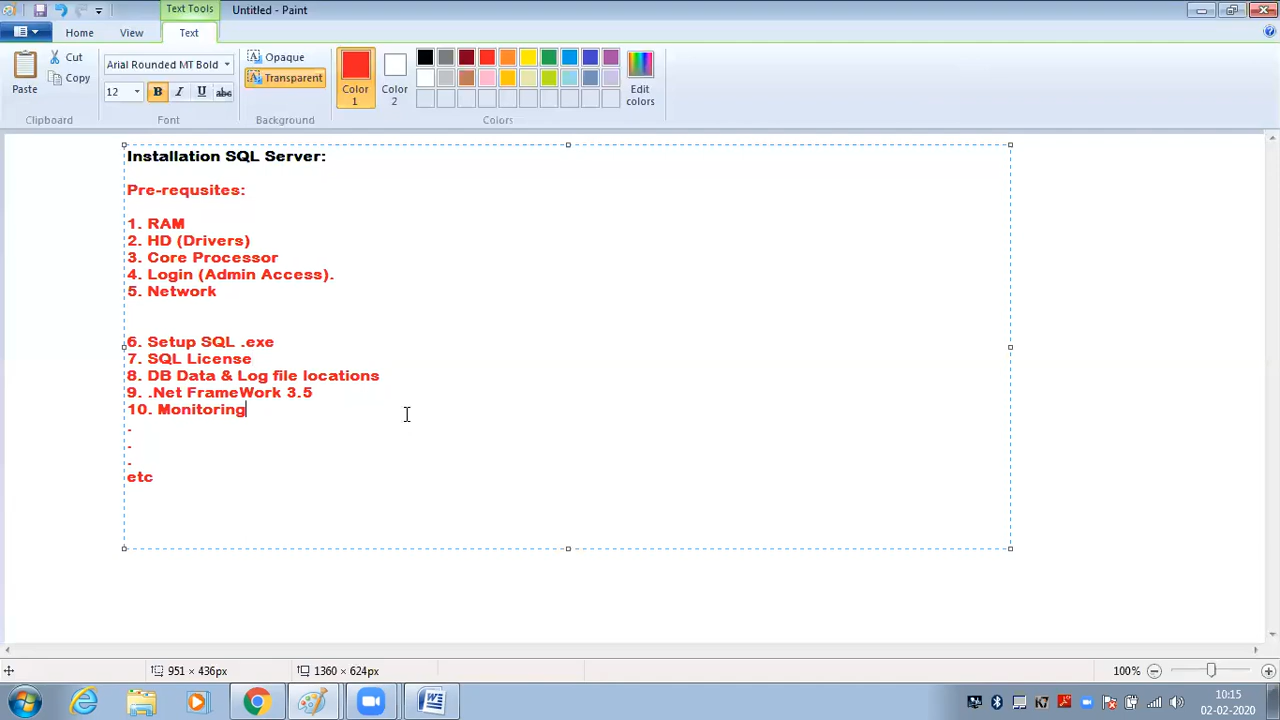 Text Tools
Untitled - Paint
Home
View
Text
Paste
Cut
Copy
Clipboard
Arial Rounded MT Bold
12
B
I
U
abc
Font
Opaque
Transparent
Background
Color 1
Color 2
Edit colors
Colors
Installation SQL Server:
Pre-requsites:
1. RAM
2. HD (Drivers)
3. Core Processor
4. Login (Admin Access).
5. Network
6. Setup SQL .exe
7. SQL License
8. DB Data & Log file locations
9. .Net FrameWork 3.5
10. Monitoring
.
.
.
etc
951 × 436px
1360 × 624px
100%
10:15
02-02-2020